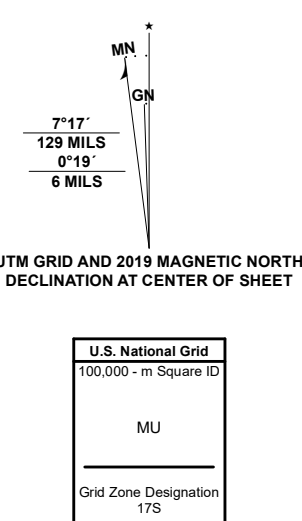 MN
GN
7°17´
129 MILS
0°19´
6 MILS
UTM GRID AND 2019 MAGNETIC NORTH
DECLINATION AT CENTER OF SHEET
U.S. National Grid
100,000 - m Square ID
MU
Grid Zone Designation
17S